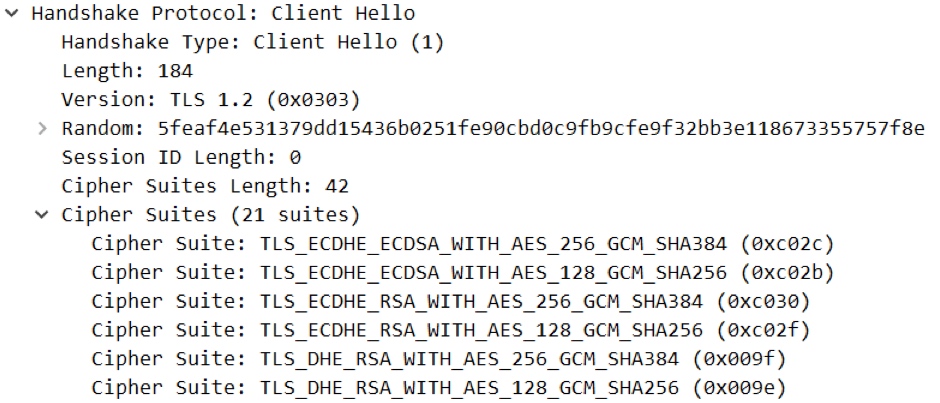 Handshake Protocol: Client Hello
Handshake Type: Client Hello (1)
Length: 184
Version: TLS 1.2 (0x0303)
Random: 5feaf4e531379dd15436b0251fe90cbd0c9fb9cfe9f32bb3e118673355757f8e
Session ID Length: 0
Cipher Suites Length: 42
Cipher Suites (21 suites)
Cipher Suite: TLS_ECDHE_ECDSA_WITH_AES_256_GCM_SHA384 (0xc02c)
Cipher Suite: TLS_ECDHE_ECDSA_WITH_AES_128_GCM_SHA256 (0xc02b)
Cipher Suite: TLS_ECDHE_RSA_WITH_AES_256_GCM_SHA384 (0xc030)
Cipher Suite: TLS_ECDHE_RSA_WITH_AES_128_GCM_SHA256 (0xc02f)
Cipher Suite: TLS_DHE_RSA_WITH_AES_256_GCM_SHA384 (0x009f)
Cipher Suite: TLS_DHE_RSA_WITH_AES_128_GCM_SHA256 (0x009e)